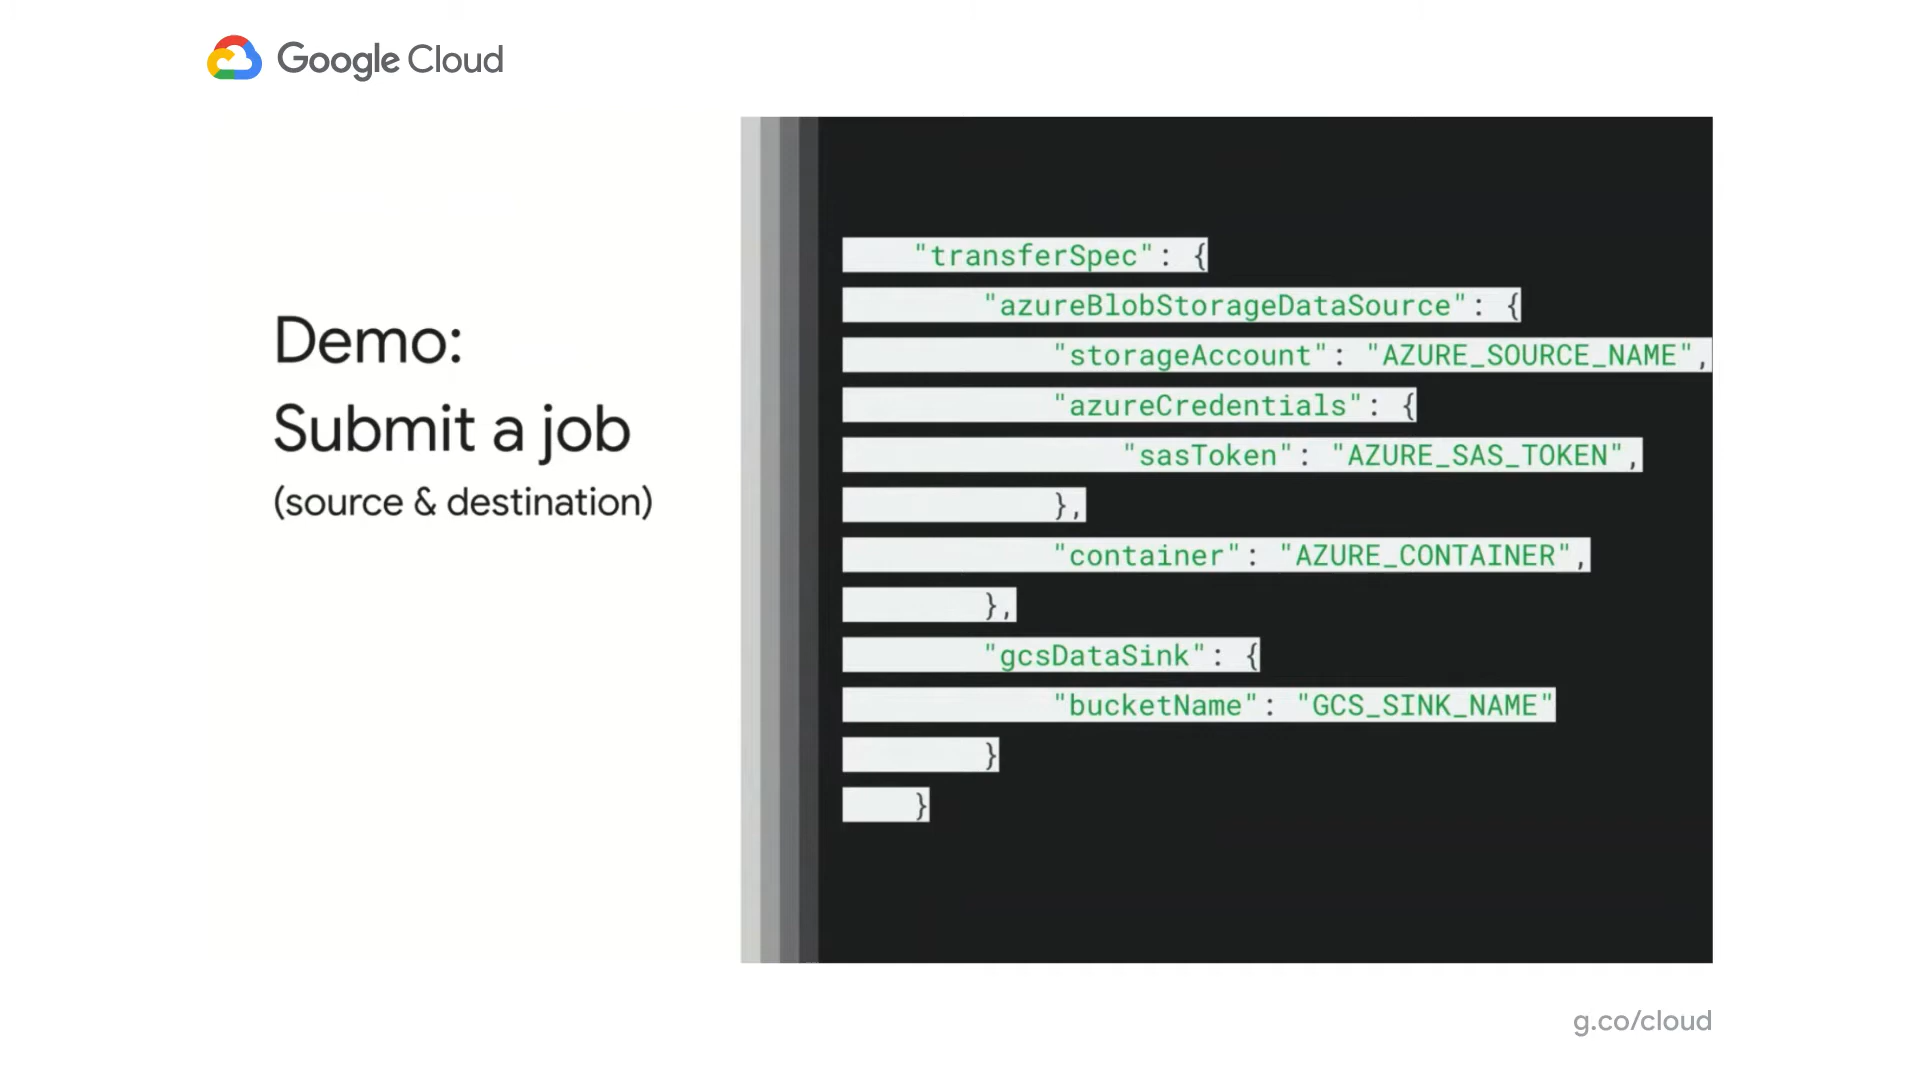 Google Cloud
Demo:
Submit a job
(source & destination)
"transferSpec": {
"azureBlobStorageDataSource": {
"storageAccount": "AZURE_SOURCE_NAME",
"azureCredentials": {
"sasToken": "AZURE_SAS_TOKEN",
},
"container": "AZURE_CONTAINER",
},
"gcsDataSink": {
"bucketName": "GCS_SINK_NAME"
}
}
g.co/cloud